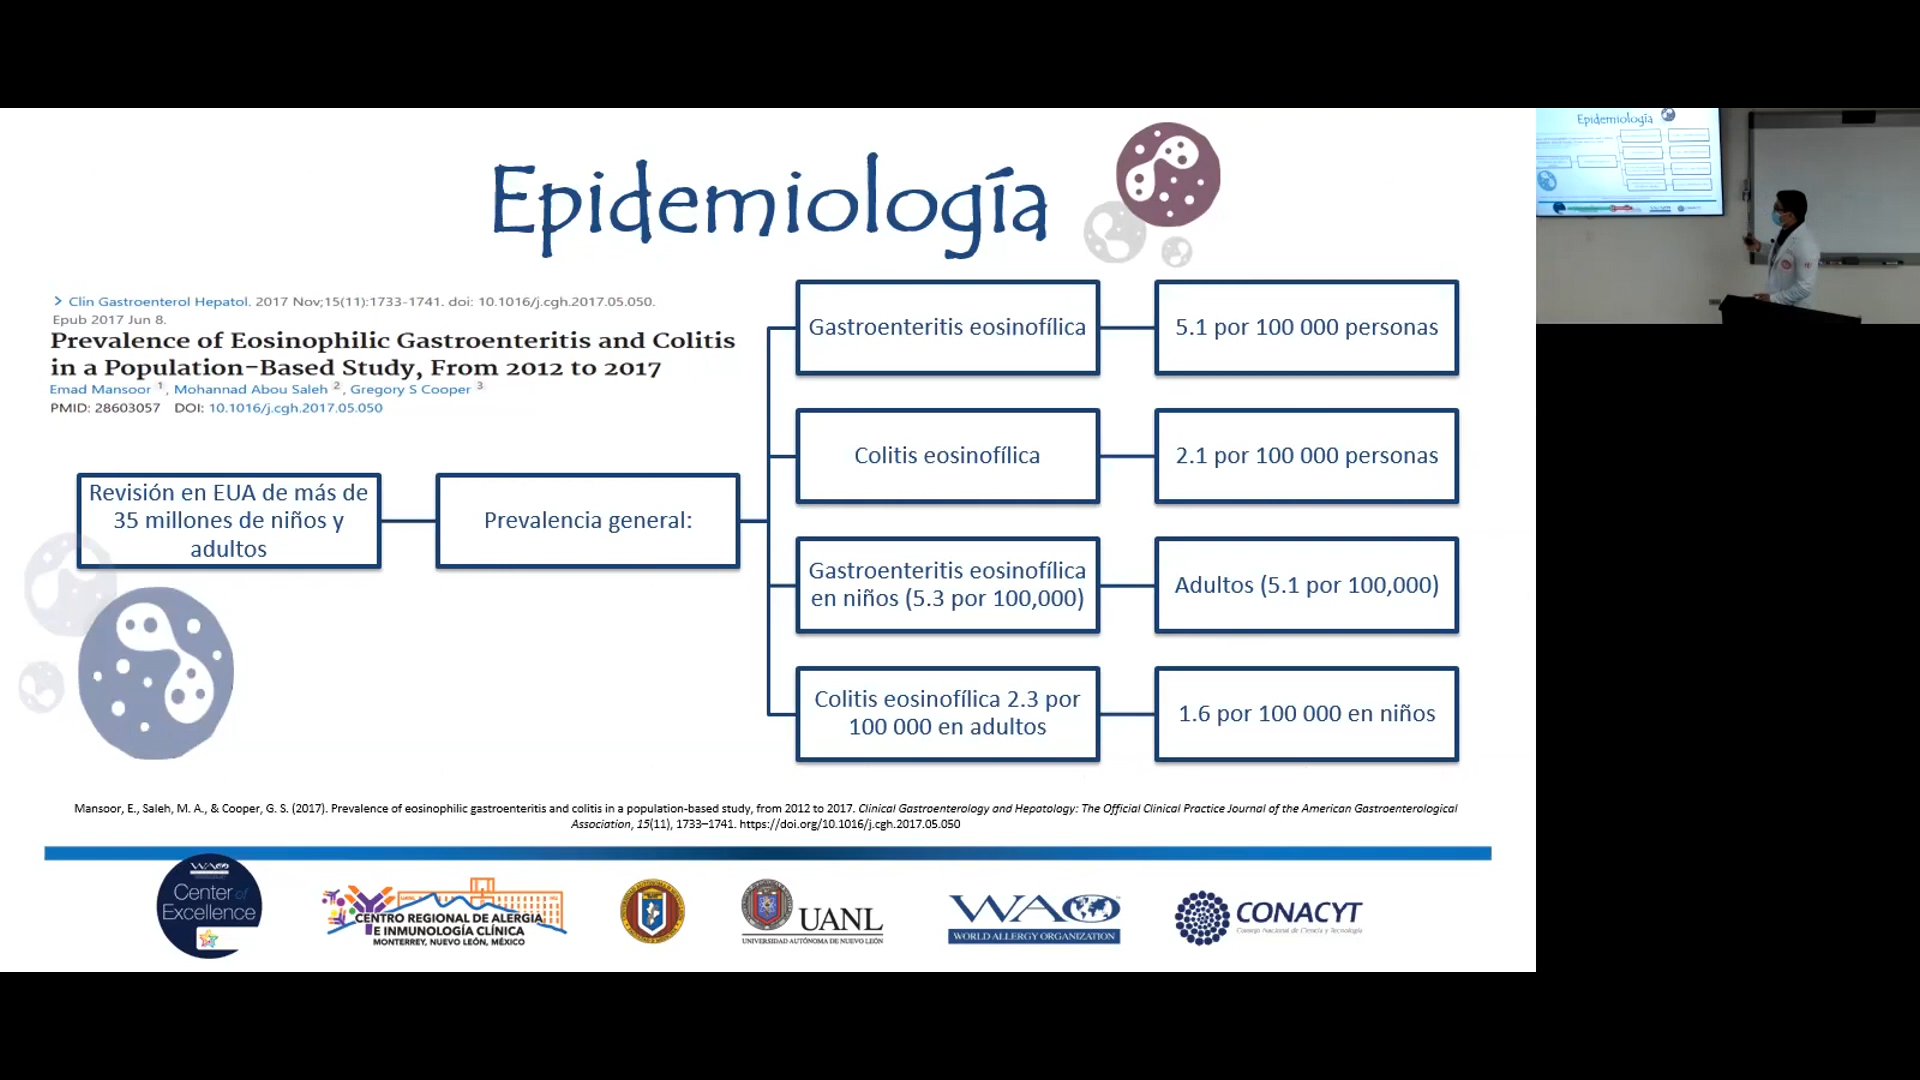 Epidemiología
> Clin Gastroenterol Hepatol. 2017 Nov;15(11):1733-1741. doi: 10.1016/j.cgh.2017.05.050.
Epub 2017 Jun 8.
Prevalence of Eosinophilic Gastroenteritis and Colitis
in a Population-Based Study, From 2012 to 2017
Emad Mansoor 1, Mohannad Abou Saleh 2, Gregory S Cooper 3
PMID: 28603057 DOI: 10.1016/j.cgh.2017.05.050
Revisión en EUA de más de
35 millones de niños y
adultos
Prevalencia general:
Gastroenteritis eosinofílica
5.1 por 100 000 personas
Colitis eosinofílica
2.1 por 100 000 personas
Gastroenteritis eosinofílica
en niños (5.3 por 100,000)
Adultos (5.1 por 100,000)
Colitis eosinofílica 2.3 por
100 000 en adultos
1.6 por 100 000 en niños
Mansoor, E., Saleh, M. A., & Cooper, G. S. (2017). Prevalence of eosinophilic gastroenteritis and colitis in a population-based study, from 2012 to 2017. Clinical Gastroenterology and Hepatology: The Official Clinical Practice Journal of the American Gastroenterological
Association, 15(11), 1733–1741. https://doi.org/10.1016/j.cgh.2017.05.050
WAO
Center of
Excellence
CENTRO REGIONAL DE ALERGIA
E INMUNOLOGÍA CLÍNICA
MONTERREY, NUEVO LEÓN, MÉXICO
UANL
UNIVERSIDAD AUTÓNOMA DE NUEVO LEÓN
WAO
WORLD ALLERGY ORGANIZATION
CONACYT
Consejo Nacional de Ciencia y Tecnología
Epidemiología